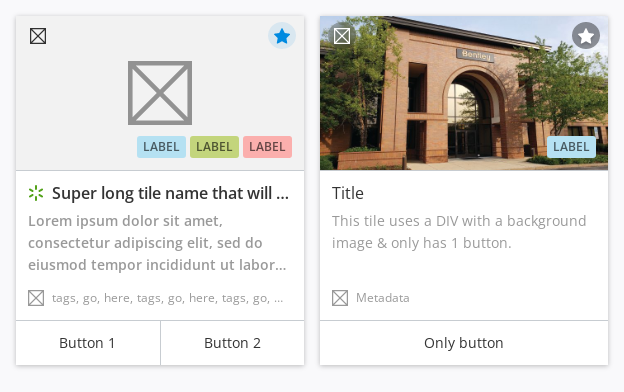 LABEL LABEL LABEL
Super long tile name that will ...
Lorem ipsum dolor sit amet,
consectetur adipiscing elit, sed do
eiusmod tempor incididunt ut labor...
tags, go, here, tags, go, here, tags, go, ...
Button 1 Button 2
Bentley
LABEL
Title
This tile uses a DIV with a background
image & only has 1 button.
Metadata
Only button